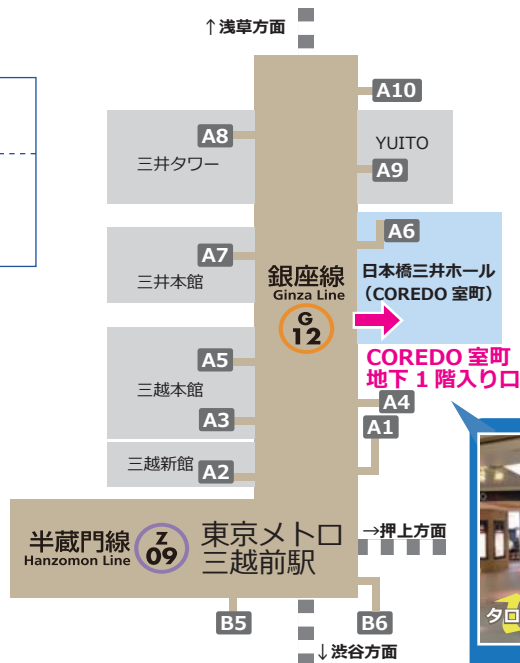 ↑浅草方面
A10
A8
YUITO
三井タワー
A9
A6
A7
日本橋三井ホール
（COREDO 室町）
三井本館
銀座線
Ginza Line
G
12
COREDO 室町
地下 1 階入り口
A5
三越本館
A4
A3
A1
三越新館
A2
半蔵門線
Hanzomon Line
Z
09
東京メトロ
三越前駅
→押上方面
B5
B6
タロ
↓渋谷方面